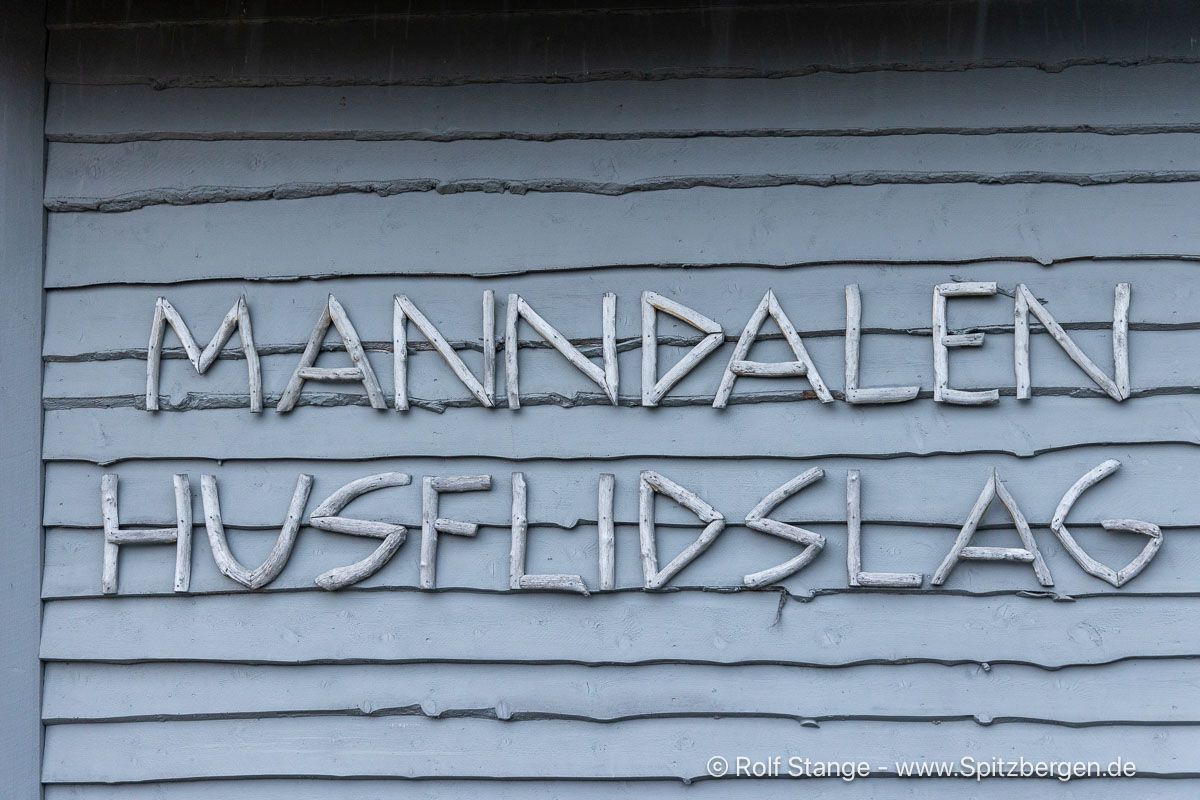 MANNDALEN
HUSFLIDSLAG
© Rolf Stange - www.Spitzbergen.de